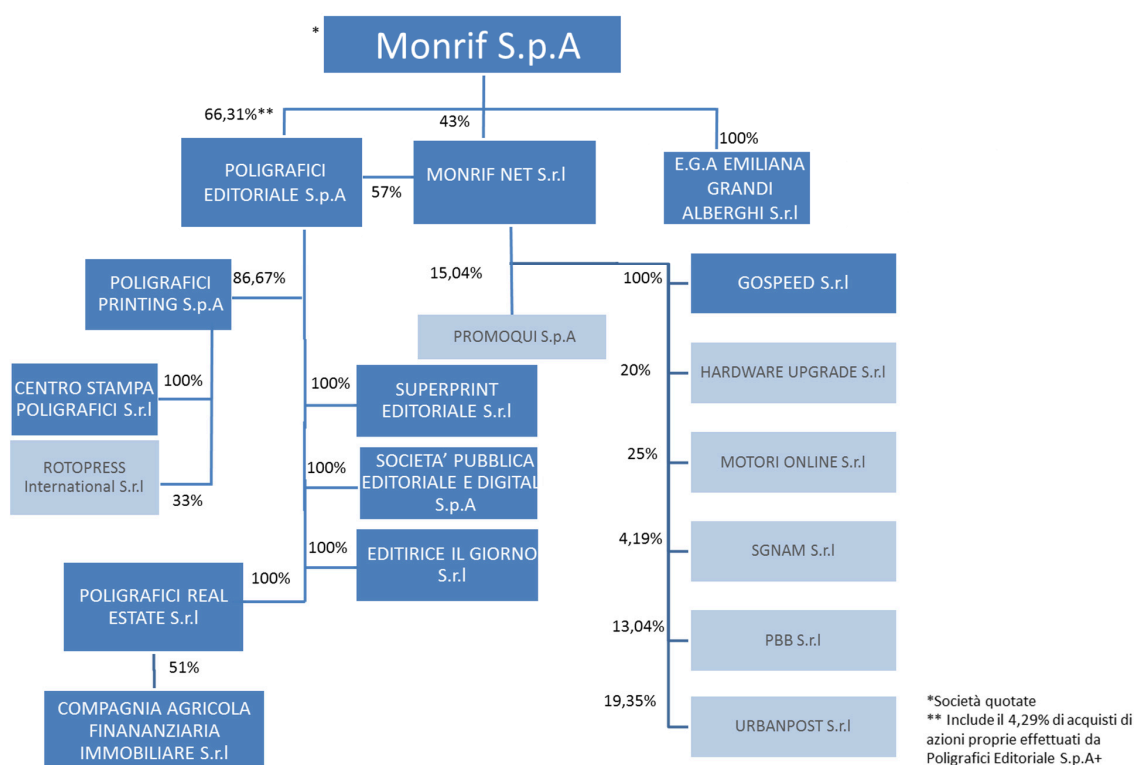 * Monrif S.p.A
66,31%**
43%
100%
POLIGRAFICI
EDITORIALE S.p.A
57%
MONRIF NET S.r.l
E.G.A EMILIANA
GRANDI
ALBERGHI S.r.l
POLIGRAFICI
PRINTING S.p.A
86,67%
15,04%
100%
GOSPEED S.r.l
PROMOQUI S.p.A
CENTRO STAMPA
POLIGRAFICI S.r.l
100%
100%
SUPERPRINT
EDITORIALE S.r.l
20%
HARDWARE UPGRADE S.r.l
ROTOPRESS
International S.r.l
33%
100%
SOCIETA’ PUBBLICA
EDITORIALE E DIGITAL
S.p.A
25%
MOTORI ONLINE S.r.l
100%
EDITIRICE IL GIORNO
S.r.l
4,19%
SGNAM S.r.l
POLIGRAFICI REAL
ESTATE S.r.l
100%
13,04%
PBB S.r.l
51%
COMPAGNIA AGRICOLA
FINANANZIARIA
IMMOBILIARE S.r.l
19,35%
URBANPOST S.r.l
*Società quotate
** Include il 4,29% di acquisti di
azioni proprie effettuati da
Poligrafici Editoriale S.p.A+